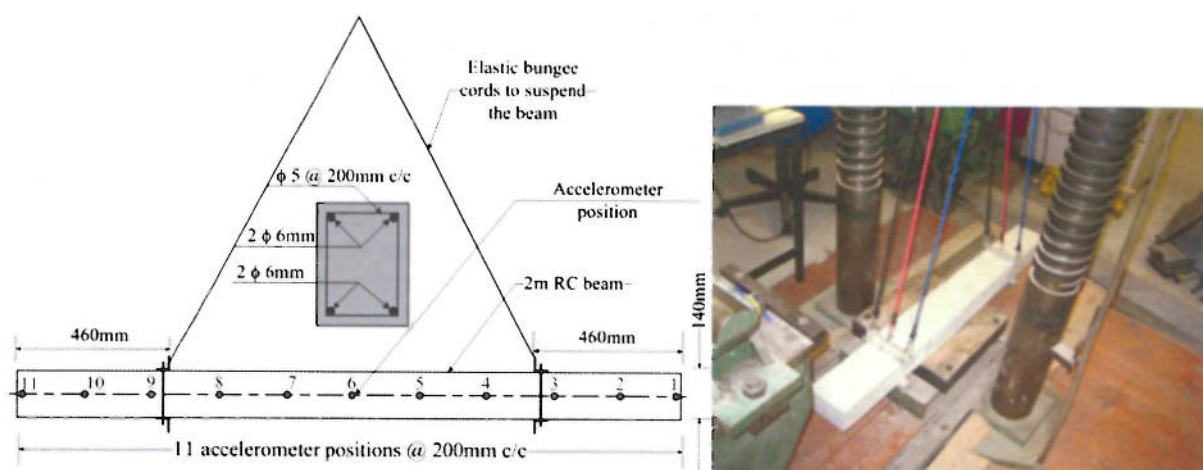 Elastic bungee
cords to suspend
the beam
ϕ 5 @ 200mm c/c
Accelerometer
position
2 ϕ 6mm
2 ϕ 6mm
2m RC beam
460mm
460mm
140mm
11 10 9 8 7 6 5 4 3 2 1
11 accelerometer positions @ 200mm c/c